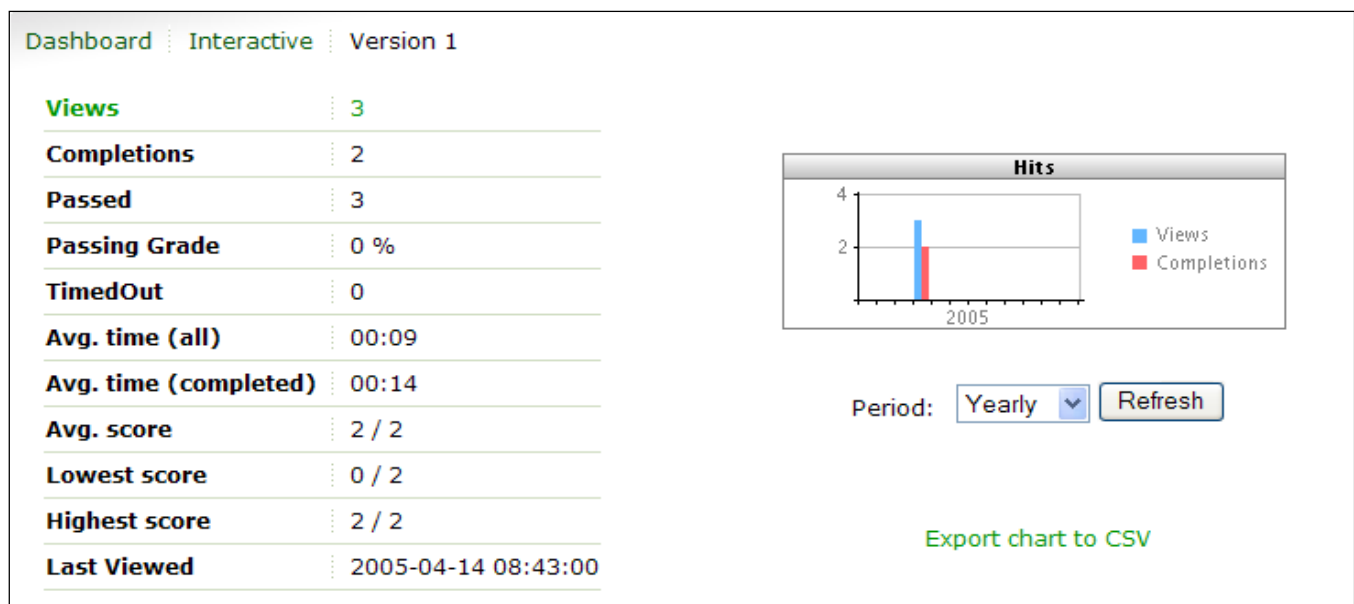 Dashboard Interactive Version 1
Views 3
Completions 2
Passed 3
Passing Grade 0 %
TimedOut 0
Avg. time (all) 00:09
Avg. time (completed) 00:14
Avg. score 2 / 2
Lowest score 0 / 2
Highest score 2 / 2
Last Viewed 2005-04-14 08:43:00
Hits
4
2
2005
Views
Completions
Period: Yearly Refresh
Export chart to CSV